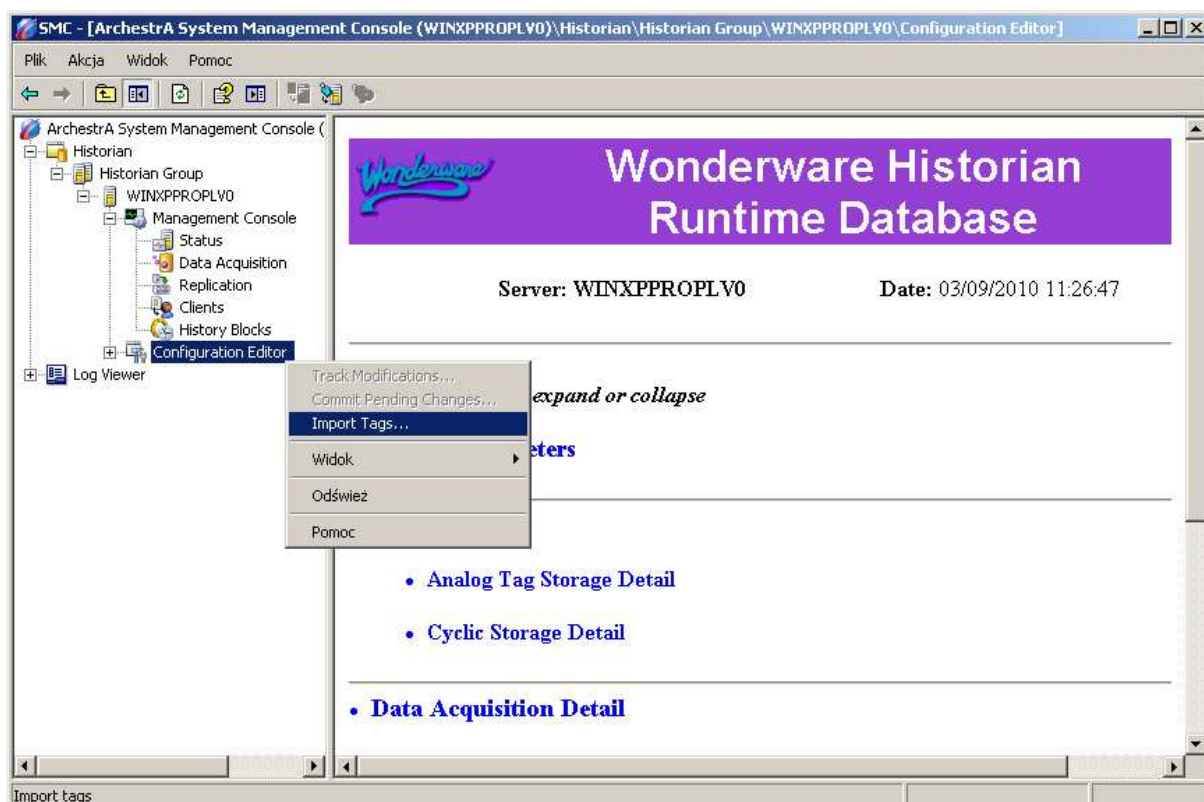 SMC - [ArchestrA System Management Console (WINXPPROPLV0)\Historian\Historian Group\WINXPPROPLV0\Configuration Editor]
Plik Akcja Widok Pomoc
ArchestrA System Management Console (
Historian
Historian Group
WINXPPROPLV0
Management Console
Status
Data Acquisition
Replication
Clients
History Blocks
Configuration Editor
Log Viewer
Track Modifications...
Commit Pending Changes...
Import Tags...
Widok
Odśwież
Pomoc
Wonderware
Wonderware Historian
Runtime Database
Server: WINXPPROPLV0 Date: 03/09/2010 11:26:47
expand or collapse
eters
• Analog Tag Storage Detail
• Cyclic Storage Detail
• Data Acquisition Detail
Import tags